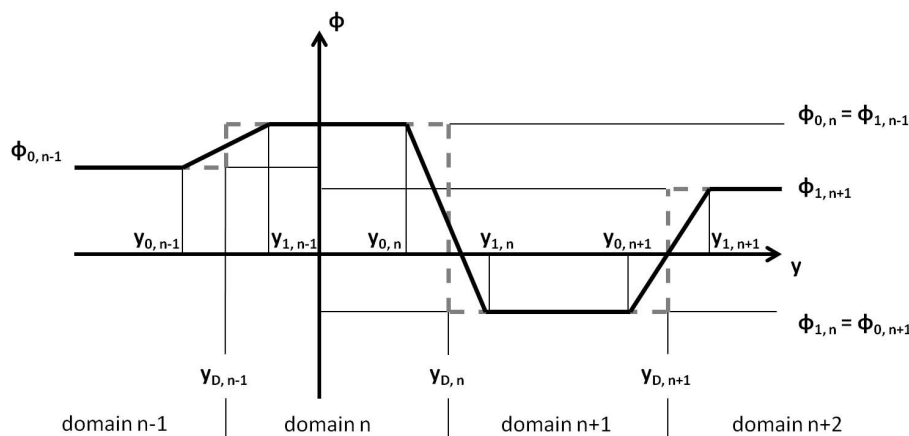 ϕ
ϕ0, n = ϕ1, n-1
ϕ0, n-1
ϕ1, n+1
y0, n-1 y1, n-1 y0, n y1, n y0, n+1 y1, n+1
y
ϕ1, n = ϕ0, n+1
yD, n-1 yD, n yD, n+1
domain n-1 domain n domain n+1 domain n+2